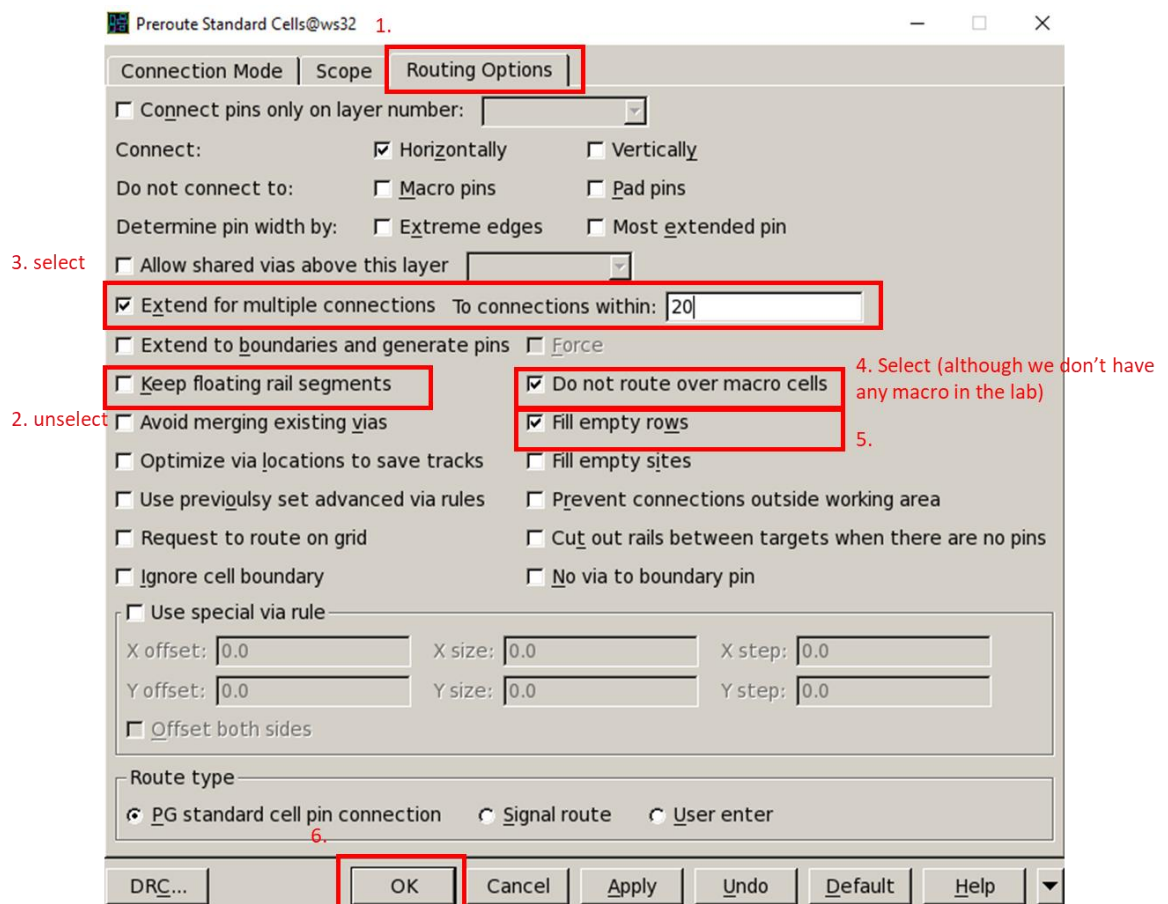 Preroute Standard Cells@ws32 1.
Connection Mode Scope Routing Options
Connect pins only on layer number:
Connect: Horizontally Vertically
Do not connect to: Macro pins Pad pins
Determine pin width by: Extreme edges Most extended pin
3. select Allow shared vias above this layer
Extend for multiple connections To connections within: 20
Extend to boundaries and generate pins Force
4. Select (although we don't have
Keep floating rail segments Do not route over macro cells any macro in the lab)
2. unselect Avoid merging existing vias Fill empty rows
5.
Optimize via locations to save tracks Fill empty sites
Use previoulsy set advanced via rules Prevent connections outside working area
Request to route on grid Cut out rails between targets when there are no pins
Ignore cell boundary No via to boundary pin
Use special via rule
X offset: 0.0 X size: 0.0 X step: 0.0
Y offset: 0.0 Y size: 0.0 Y step: 0.0
Offset both sides
Route type
PG standard cell pin connection Signal route User enter
6.
DRC... OK Cancel Apply Undo Default Help